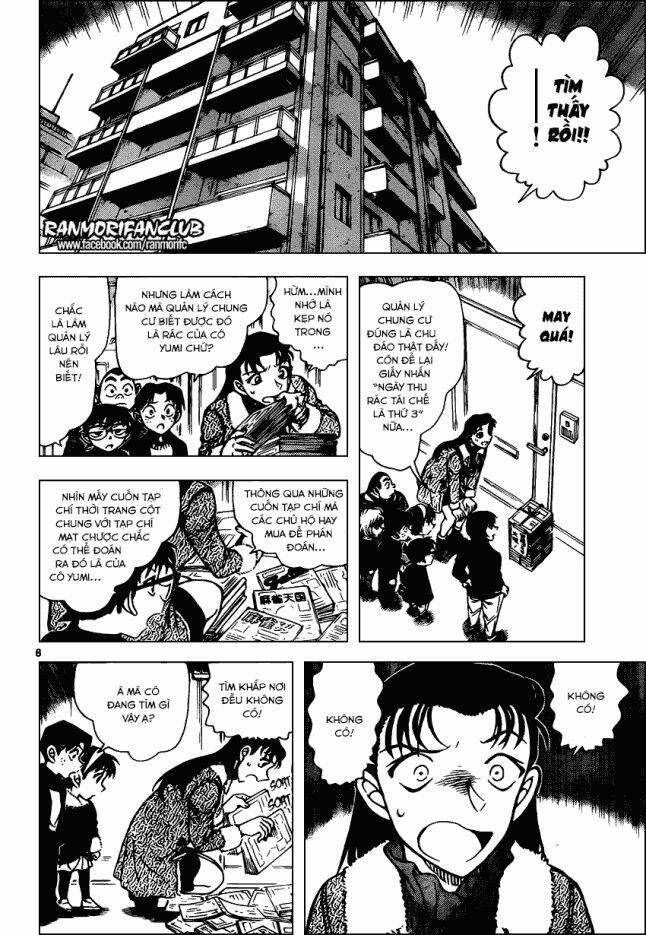 TÌM
THẤY
RỒI!!
RANMORIFANCLUB
www.facebook.com/ranmorifc
MAY
QUÁ!
QUẢN LÝ
CHUNG CƯ
ĐÚNG LÀ CHU
ĐÁO THẬT ĐẤY!
CÒN ĐỂ LẠI
GIẤY NHẮN
"NGÀY THU
RÁC TÁI CHẾ
LÀ THỨ 3"
NỮA...
HỪM...MÌNH
NHỚ LÀ
KẸP NÓ
TRONG
...
NHƯNG LÀM CÁCH
NÀO MÀ QUẢN LÝ CHUNG
CƯ BIẾT ĐƯỢC ĐÓ
LÀ RÁC CỦA CÔ
YUMI CHỨ?
CHẮC
LÀ LÀM
QUẢN LÝ
LÂU RỒI
NÊN
BIẾT!
THÔNG QUA NHỮNG
CUỐN TẠP CHÍ MÀ
CÁC CHỦ HỘ HAY
MUA ĐỂ PHÁN
ĐOÁN...
NHÌN MẤY CUỐN TẠP
CHÍ THỜI TRANG CỘT
CHUNG VỚI TẠP CHÍ
MẠT CHƯỢC CHẮC
CÓ THỂ ĐOÁN
RA ĐÓ LÀ CỦA
CÔ YUMI...
麻雀天国
6
KHÔNG
CÓ!
KHÔNG
CÓ!
TÌM KHẮP NƠI
ĐỀU KHÔNG
CÓ!
À MÀ CÔ
ĐANG TÌM GÌ
VẬY Ạ?
SORT
SORT